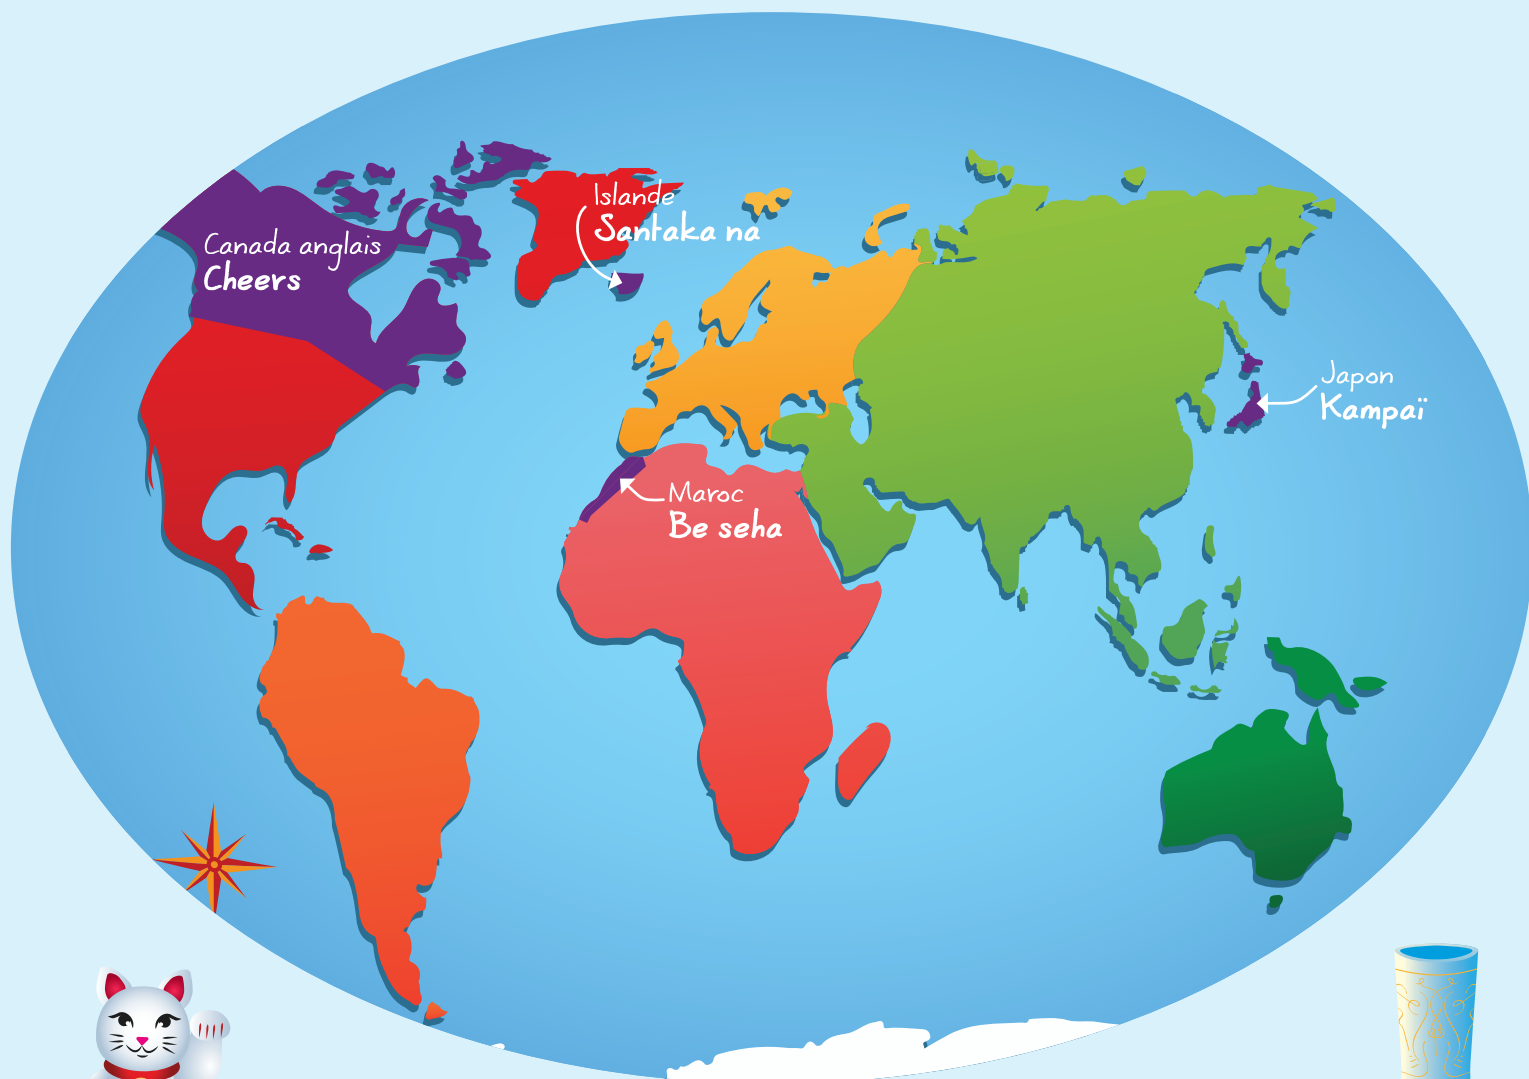 Islande
Santaka na
Canada anglais
Cheers
Japon
Kampaï
Maroc
Be seha